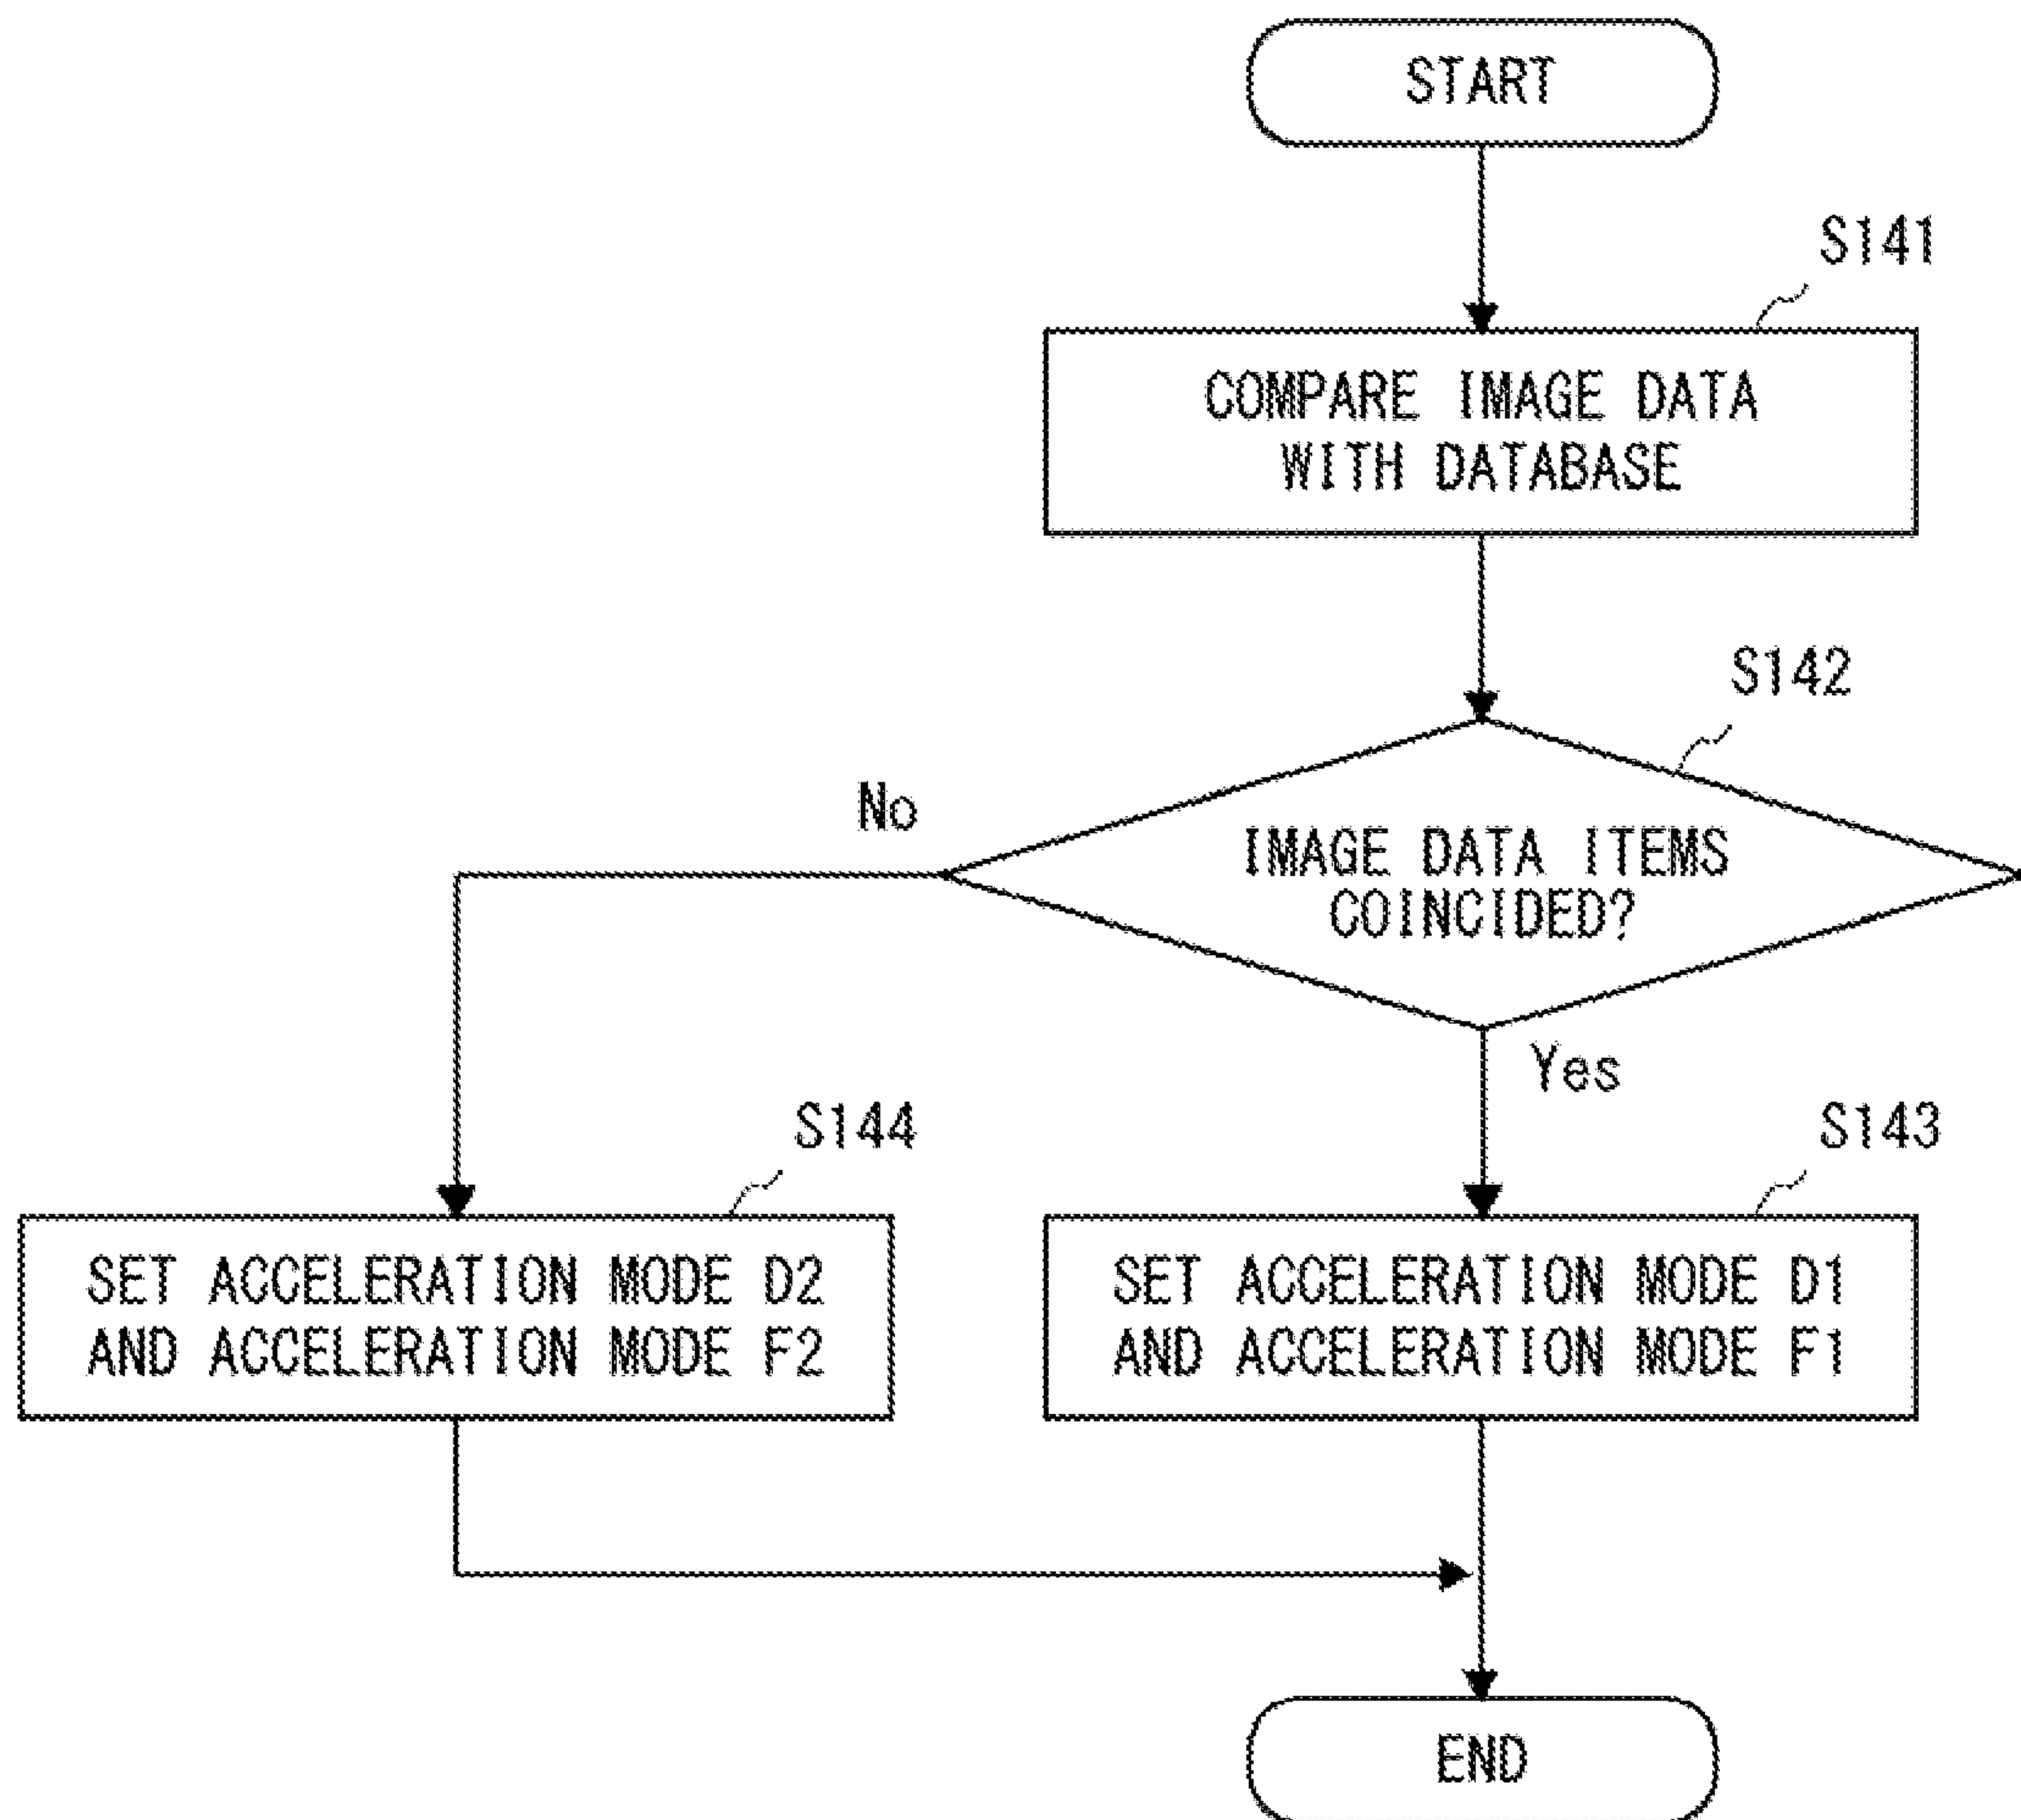 START
S141
COMPARE IMAGE DATA
WITH DATABASE
S142
No
IMAGE DATA ITEMS
COINCIDED?
Yes
S144
S143
SET ACCELERATION MODE D2
AND ACCELERATION MODE F2
SET ACCELERATION MODE D1
AND ACCELERATION MODE F1
END